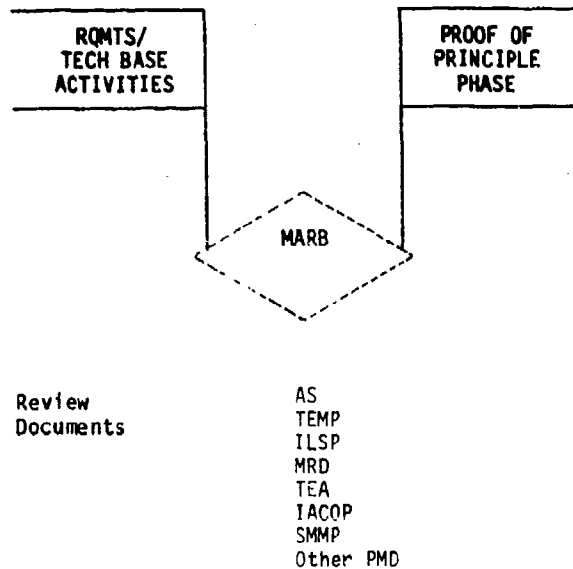 RQMTS/
TECH BASE
ACTIVITIES
PROOF OF
PRINCIPLE
PHASE
MARB
Review
Documents
AS
TEMP
ILSP
MRD
TEA
IACOP
SMMP
Other PMD